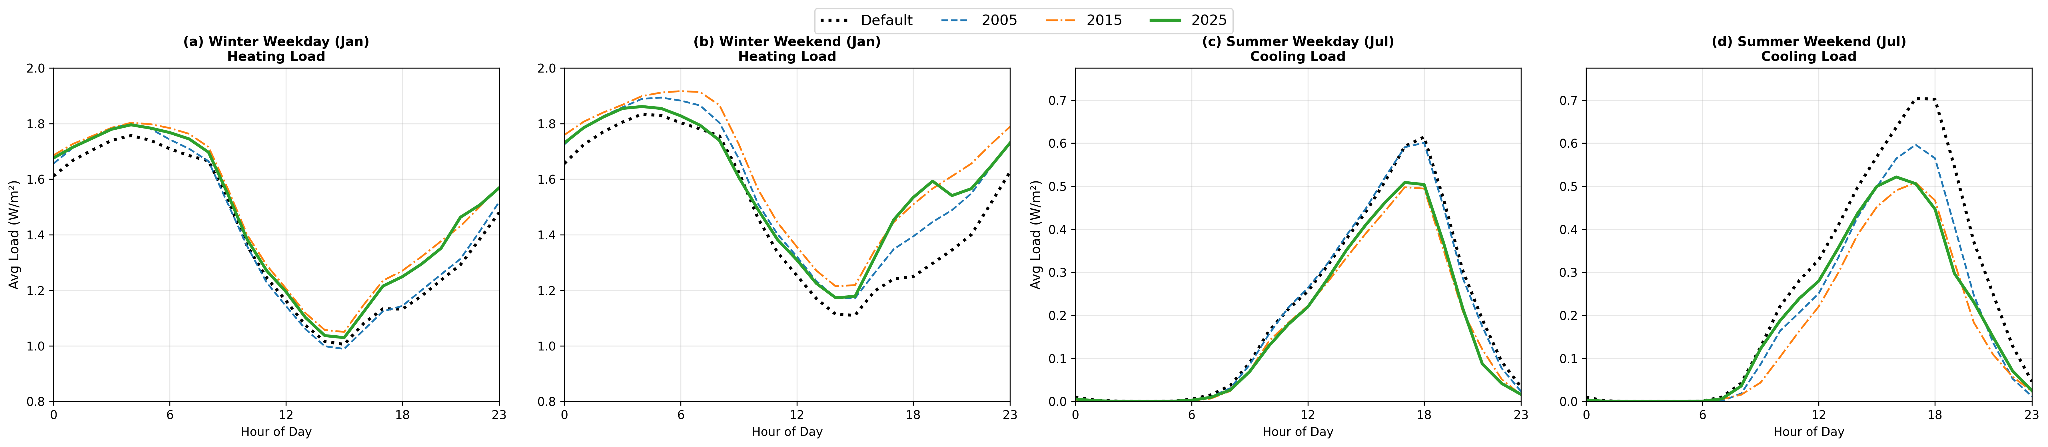 Default 2005 2015 2025
(a) Winter Weekday (Jan)
Heating Load
2.0
1.8
1.6
1.4
1.2
1.0
0.8
Avg Load (W/m²)
0 6 12 18 23
Hour of Day
(b) Winter Weekend (Jan)
Heating Load
2.0
1.8
1.6
1.4
1.2
1.0
0.8
0 6 12 18 23
Hour of Day
(c) Summer Weekday (Jul)
Cooling Load
0.7
0.6
0.5
0.4
0.3
0.2
0.1
0.0
Avg Load (W/m²)
0 6 12 18 23
Hour of Day
(d) Summer Weekend (Jul)
Cooling Load
0.7
0.6
0.5
0.4
0.3
0.2
0.1
0.0
0 6 12 18 23
Hour of Day